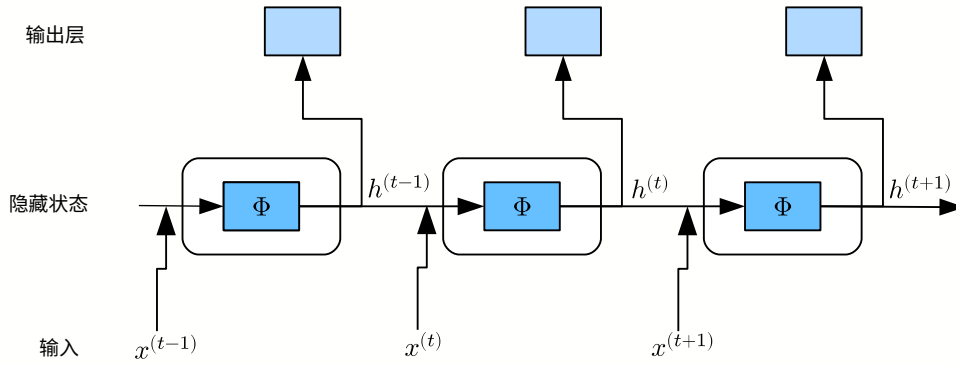 输出层
隐藏状态
Φ
h^{(t-1)}
Φ
h^{(t)}
Φ
h^{(t+1)}
输入
x^{(t-1)}
x^{(t)}
x^{(t+1)}